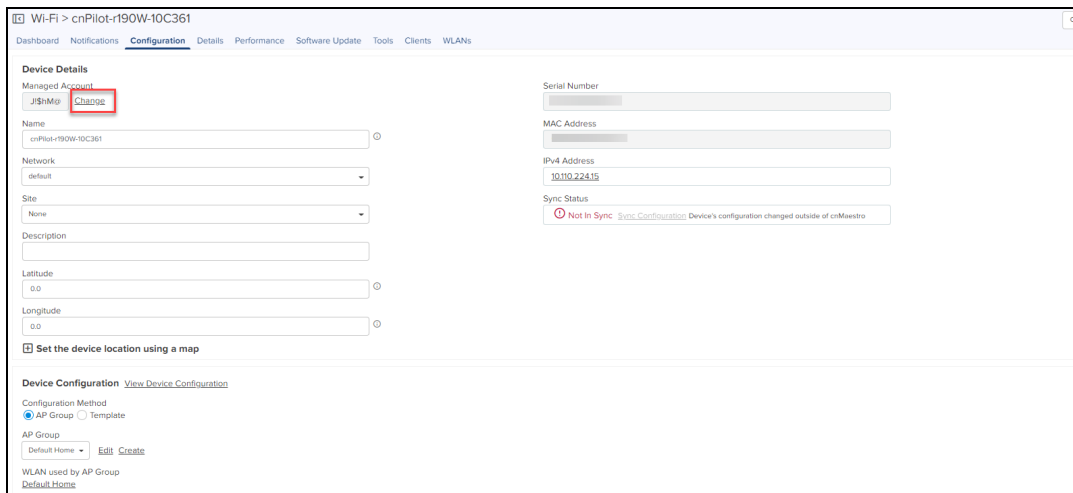 Wi-Fi > cnPilot-r190W-10C361
Dashboard Notifications Configuration Details Performance Software Update Tools Clients WLANs
Device Details
Managed Account
J!$hM@ Change
Name
cnPilot-r190W-10C361
Network
default
Site
None
Description
Latitude
0.0
Longitude
0.0
Set the device location using a map
Serial Number
MAC Address
IPv4 Address
10.110.224.15
Sync Status
Not In Sync Sync Configuration Device's configuration changed outside of cnMaestro
Device Configuration View Device Configuration
Configuration Method
AP Group Template
AP Group
Default Home Edit Create
WLAN used by AP Group
Default Home